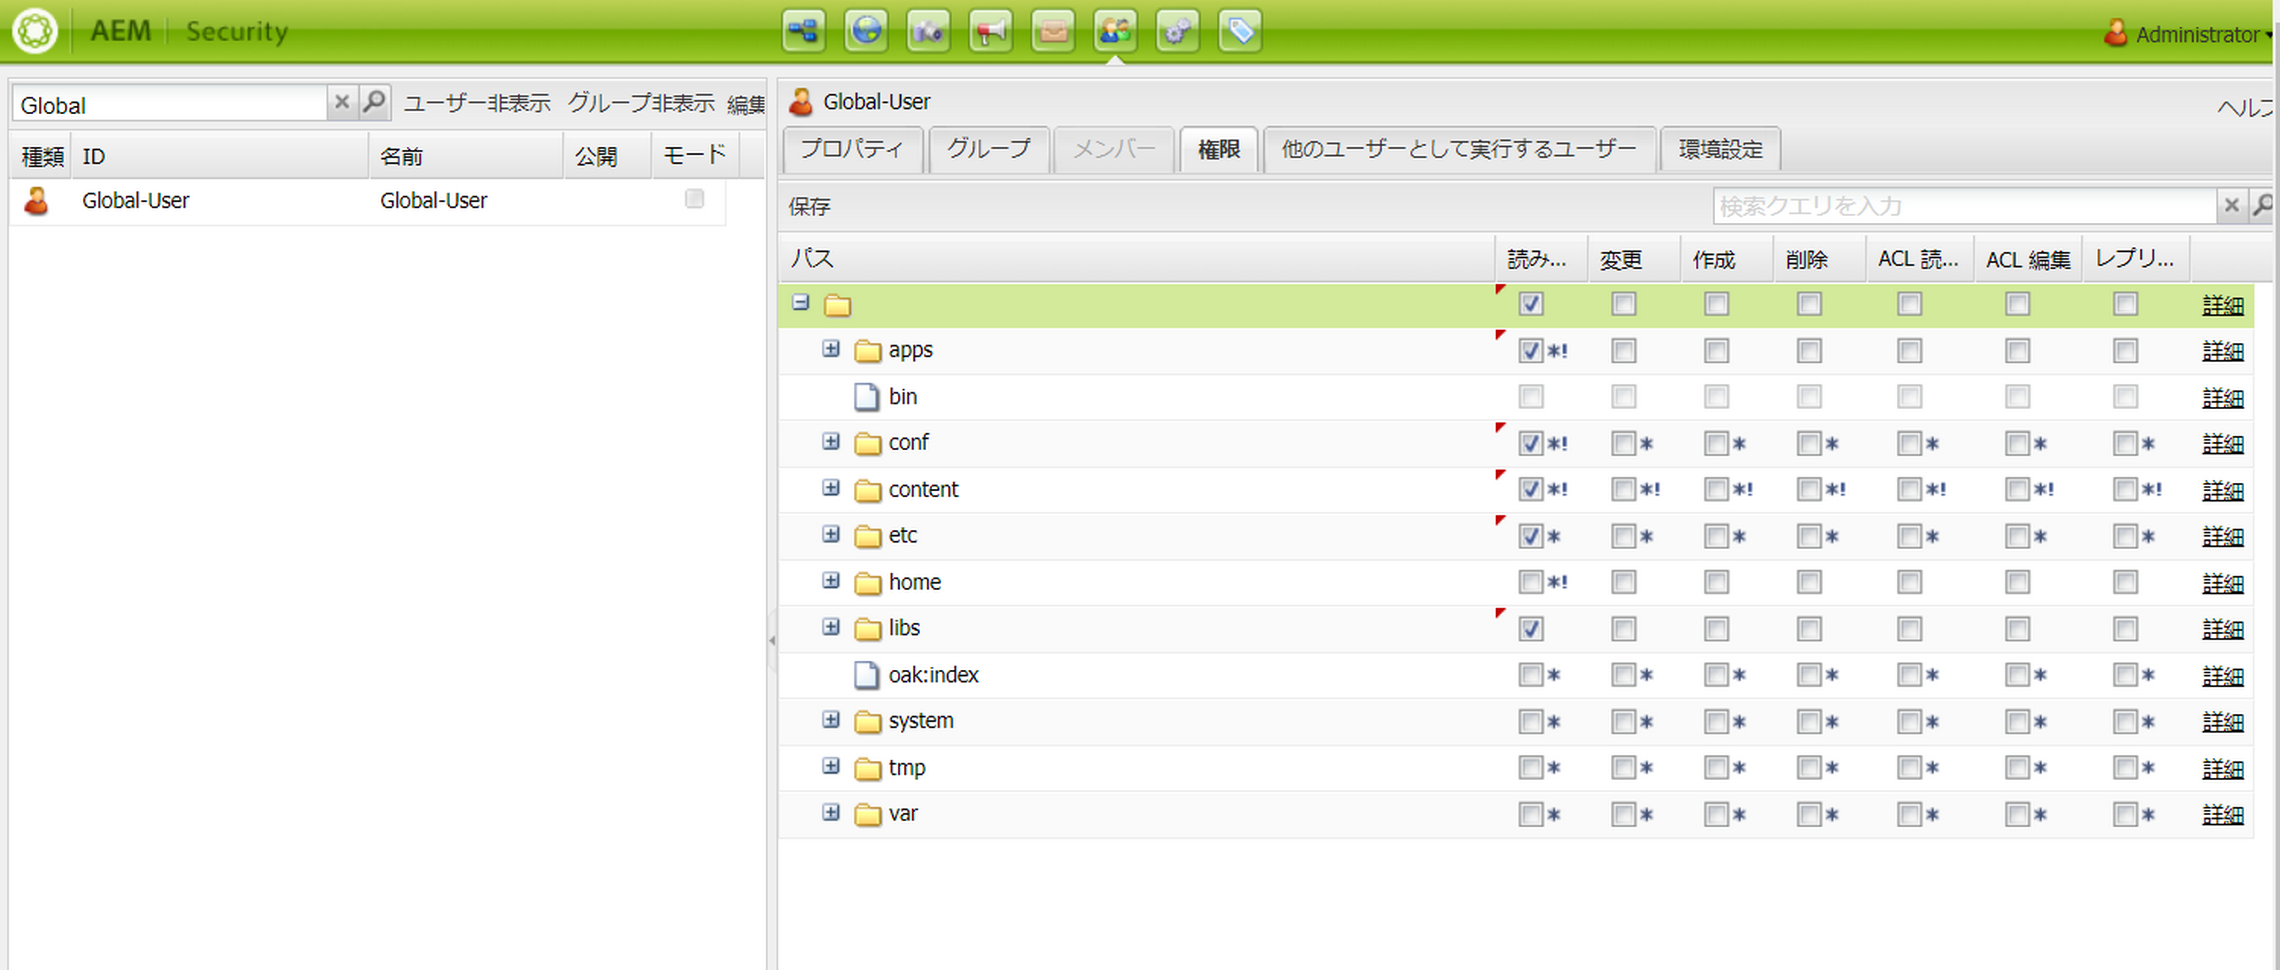 AEM Security Administrator
Global ユーザー非表示 グループ非表示 編集
種類 ID 名前 公開 モード
Global-User Global-User
Global-User ヘルプ
プロパティ グループ メンバー 権限 他のユーザーとして実行するユーザー 環境設定
保存 検索クエリを入力
パス 読み... 変更 作成 削除 ACL 読... ACL 編集 レプリ...
詳細
apps *! 詳細
bin 詳細
conf *! * * * * * * 詳細
content *! *! *! *! *! *! *! 詳細
etc * * * * * * * 詳細
home *! 詳細
libs 詳細
oak:index * * * * * * * 詳細
system * * * * * * * 詳細
tmp * * * * * * * 詳細
var * * * * * * * 詳細